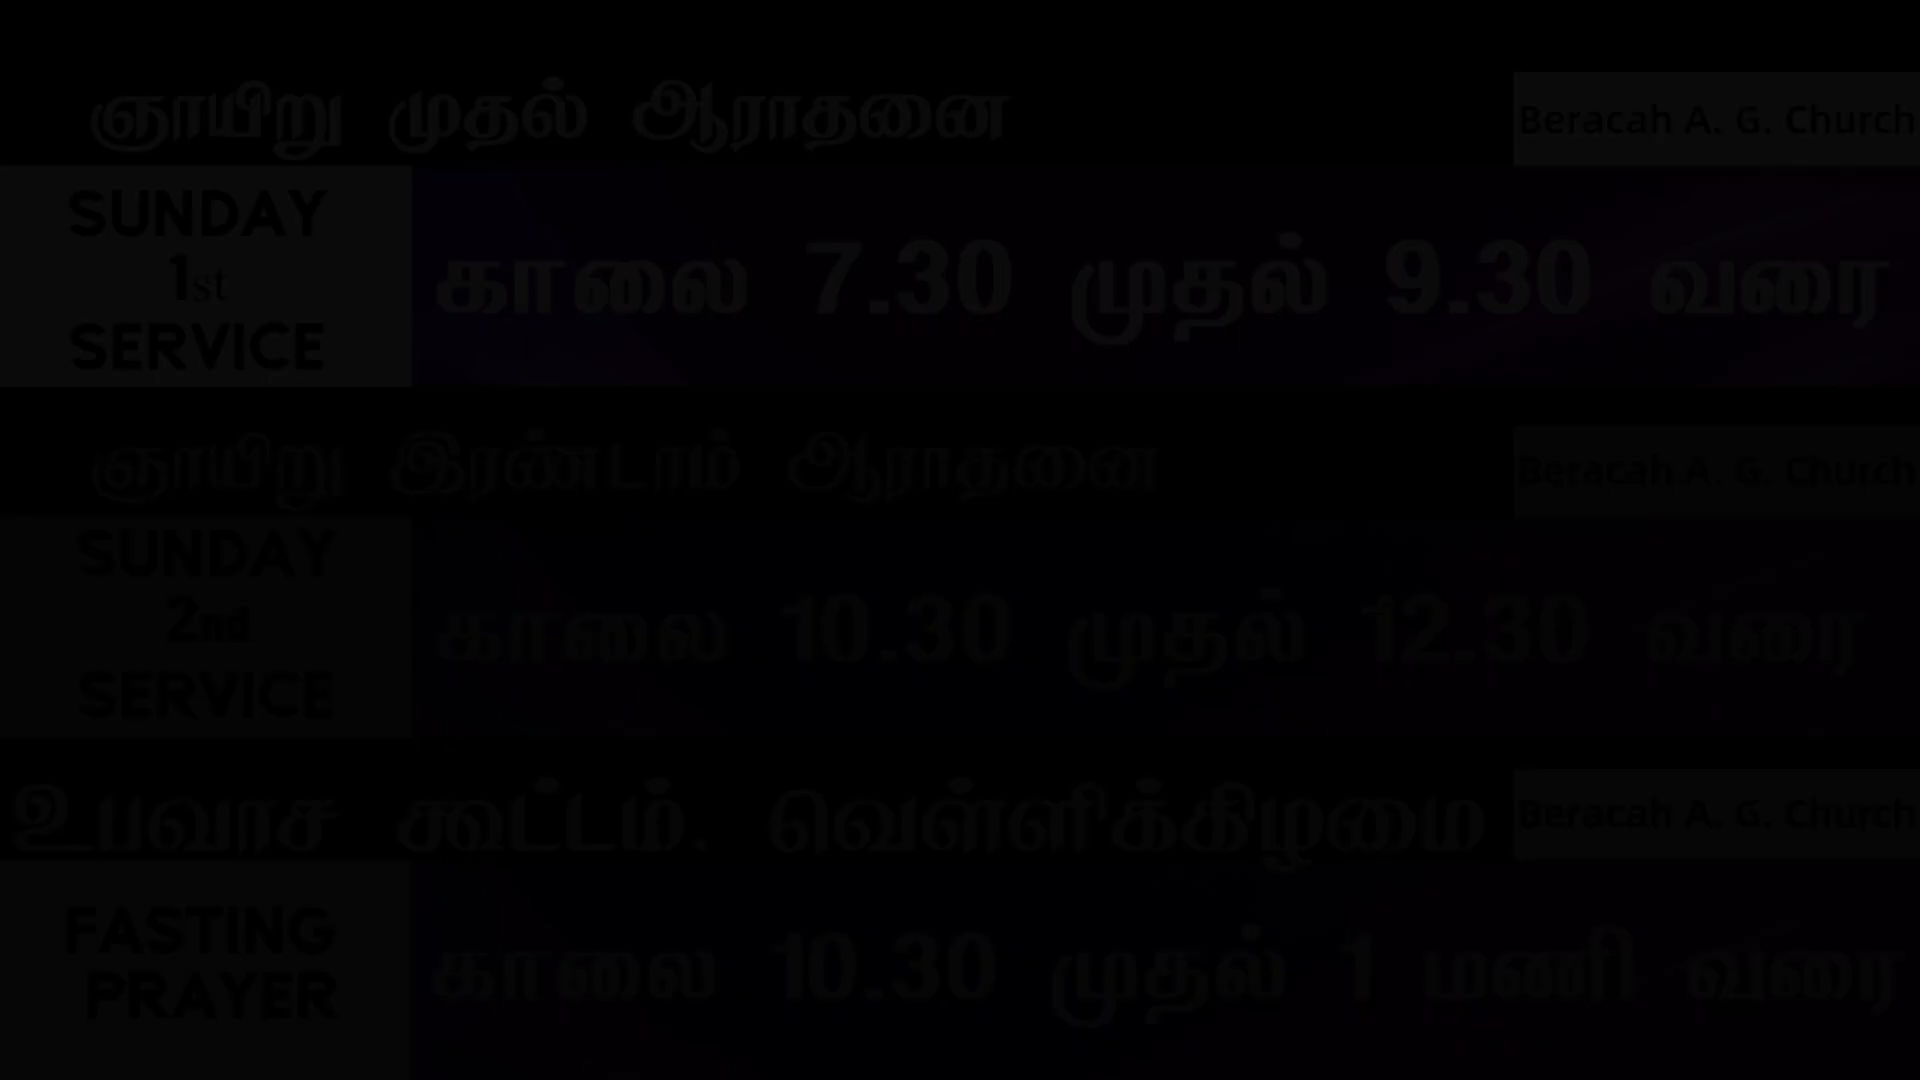 ஞாயிறு முதல் ஆராதனை
Beracah A. G. Church
SUNDAY
1st
SERVICE
காலை 7.30 முதல் 9.30 வரை
ஞாயிறு இரண்டாம் ஆராதனை
Beracah A. G. Church
SUNDAY
2nd
SERVICE
காலை 10.30 முதல் 12.30 வரை
உபவாச கூட்டம். வெள்ளிக்கிழமை
Beracah A. G. Church
FASTING
PRAYER
காலை 10.30 முதல் 1 மணி வரை